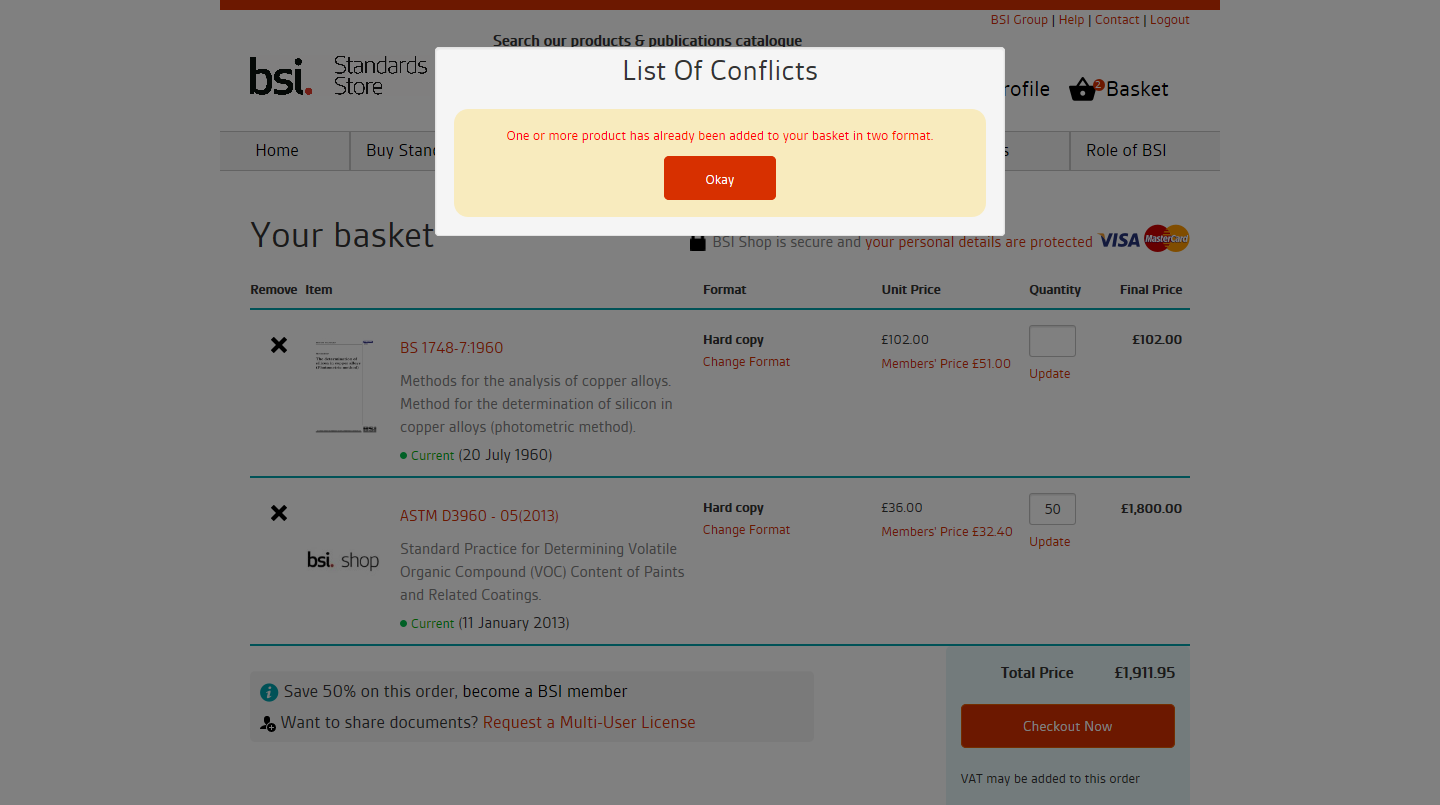 BSI Group | Help | Contact | Logout
Search our products & publications catalogue
List Of Conflicts
bsi. Standards Store
rofile
2
Basket
One or more product has already been added to your basket in two format.
Okay
Home
Buy Stan
s
Role of BSI
Your basket
BSI Shop is secure and your personal details are protected VISA MasterCard
Remove Item Format Unit Price Quantity Final Price
BS 1748-7:1960
Hard copy
Change Format
£102.00
Members' Price £51.00
Update
£102.00
Methods for the analysis of copper alloys.
Method for the determination of silicon in
copper alloys (photometric method).
Current (20 July 1960)
ASTM D3960 - 05(2013)
Hard copy
Change Format
£36.00
Members' Price £32.40
50
Update
£1,800.00
bsi. shop
Standard Practice for Determining Volatile
Organic Compound (VOC) Content of Paints
and Related Coatings.
Current (11 January 2013)
Save 50% on this order, become a BSI member
Want to share documents? Request a Multi-User License
Total Price £1,911.95
Checkout Now
VAT may be added to this order